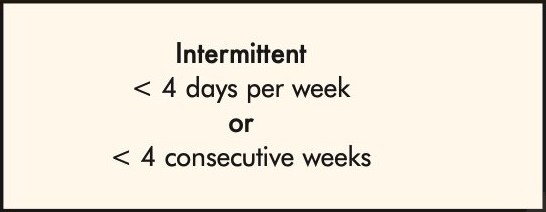 Intermittent
< 4 days per week
or
< 4 consecutive weeks